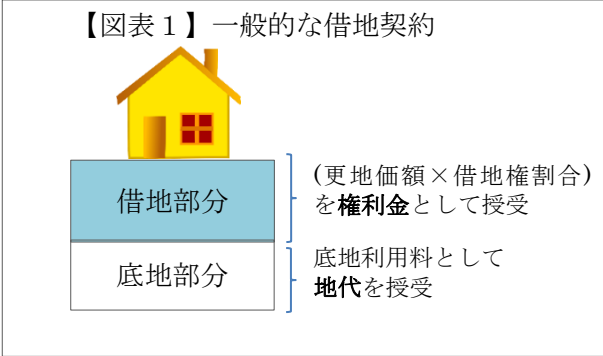 【図表１】一般的な借地契約
借地部分
(更地価額×借地権割合)
を権利金として授受
底地部分
底地利用料として
地代を授受